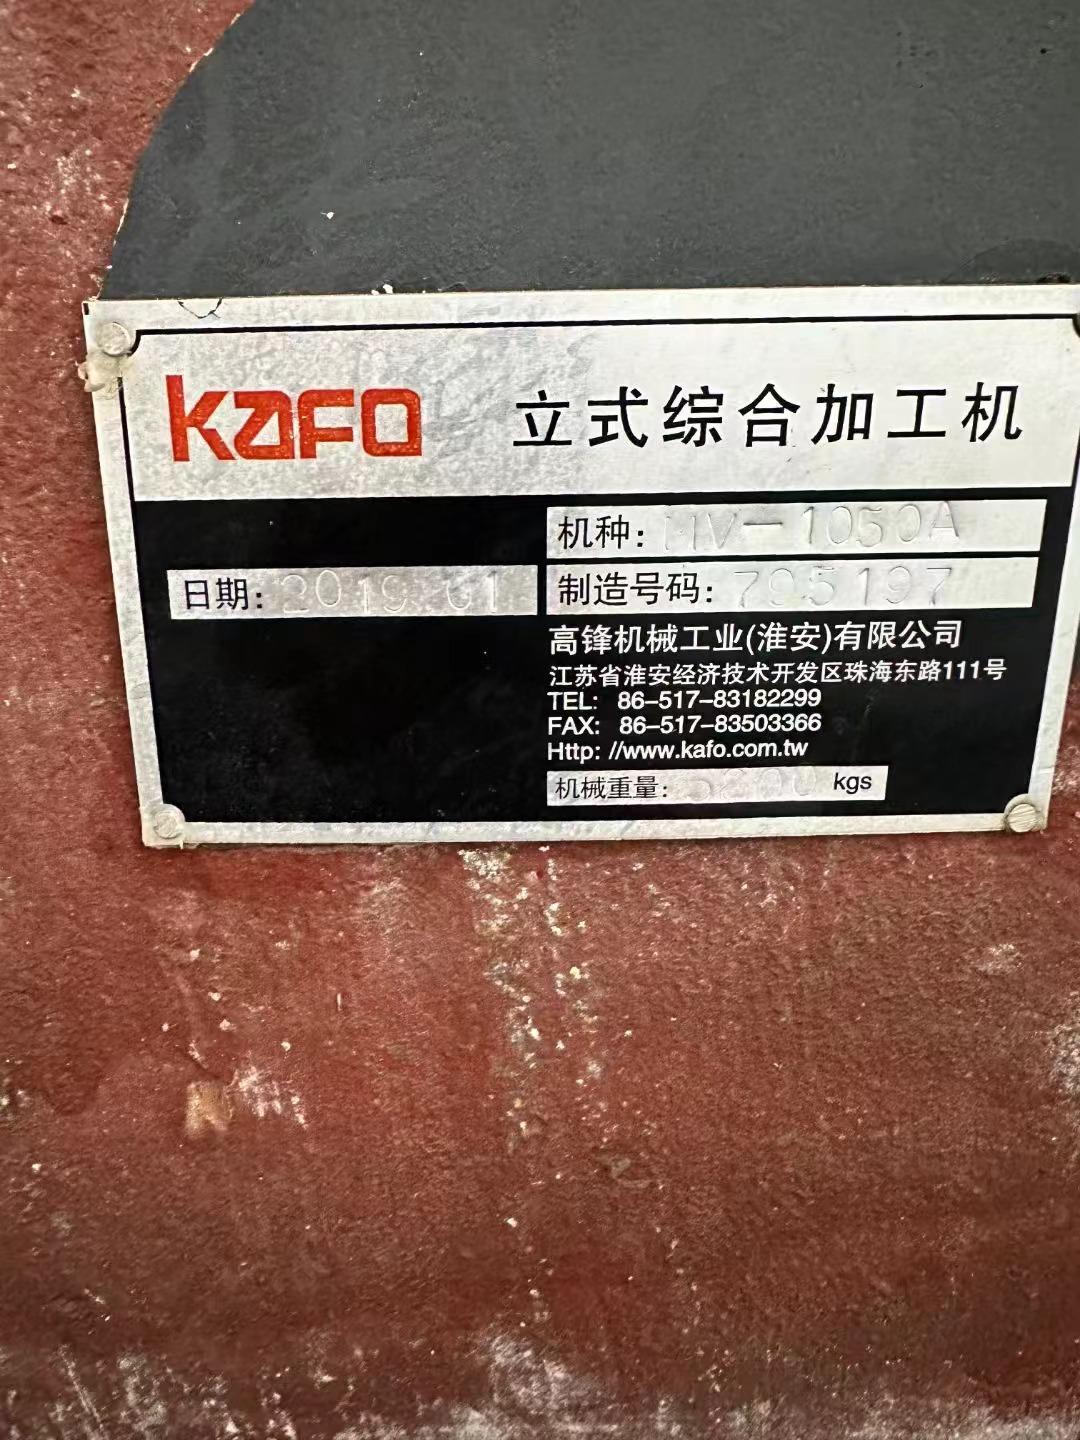 KAFO 立式综合加工机
机种: MV-1050A
日期: 2019.01
制造号码: 795197
高锋机械工业(淮安)有限公司
江苏省淮安经济技术开发区珠海东路111号
TEL: 86-517-83182299
FAX: 86-517-83503366
Http: //www.kafo.com.tw
机械重量: kgs